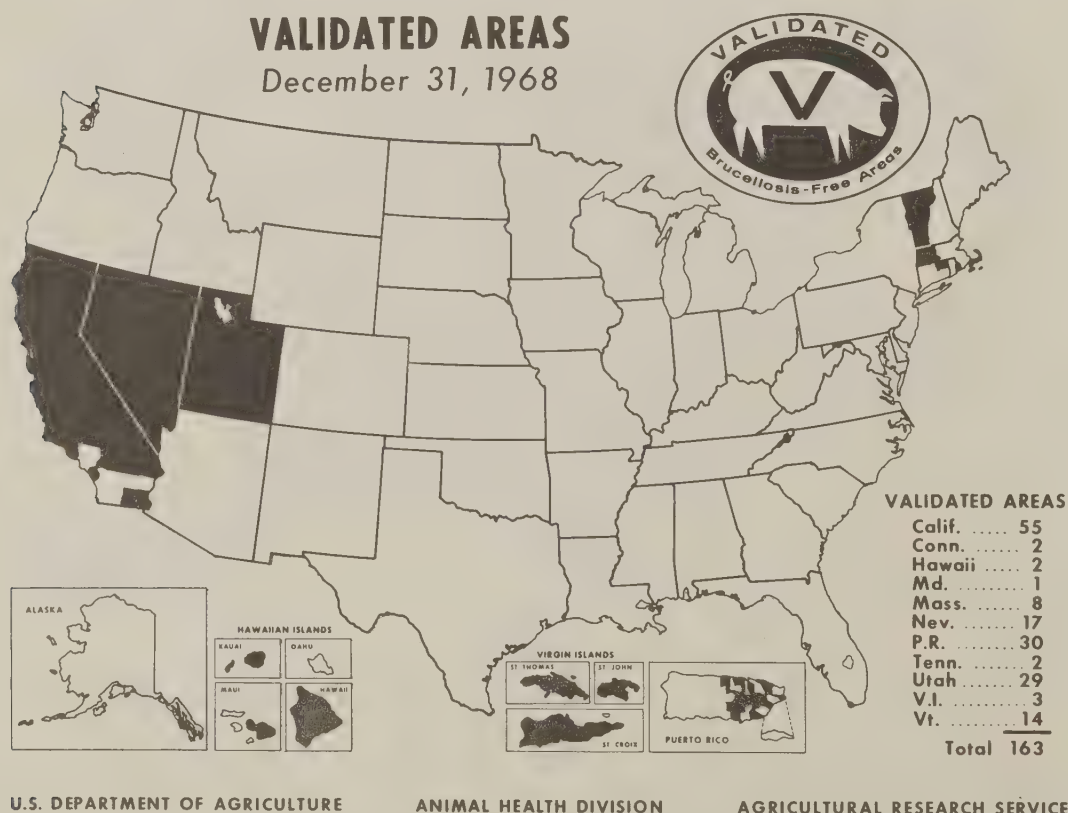 VALIDATED AREAS
December 31, 1968
VALIDATED
V
Brucellosis-Free Areas
VALIDATED AREAS
Calif. ..... 55
Conn. ...... 2
Hawaii ..... 2
Md. ........ 1
Mass. ...... 8
Nev. ....... 17
P.R. ....... 30
Tenn. ...... 2
Utah ....... 29
V.I. ........ 3
Vt. ........ 14
Total 163
ALASKA
HAWAIIAN ISLANDS
KAUAI
OAHU
MAUI
HAWAII
VIRGIN ISLANDS
ST THOMAS
ST JOHN
ST CROIX
PUERTO RICO
U.S. DEPARTMENT OF AGRICULTURE ANIMAL HEALTH DIVISION AGRICULTURAL RESEARCH SERVICE